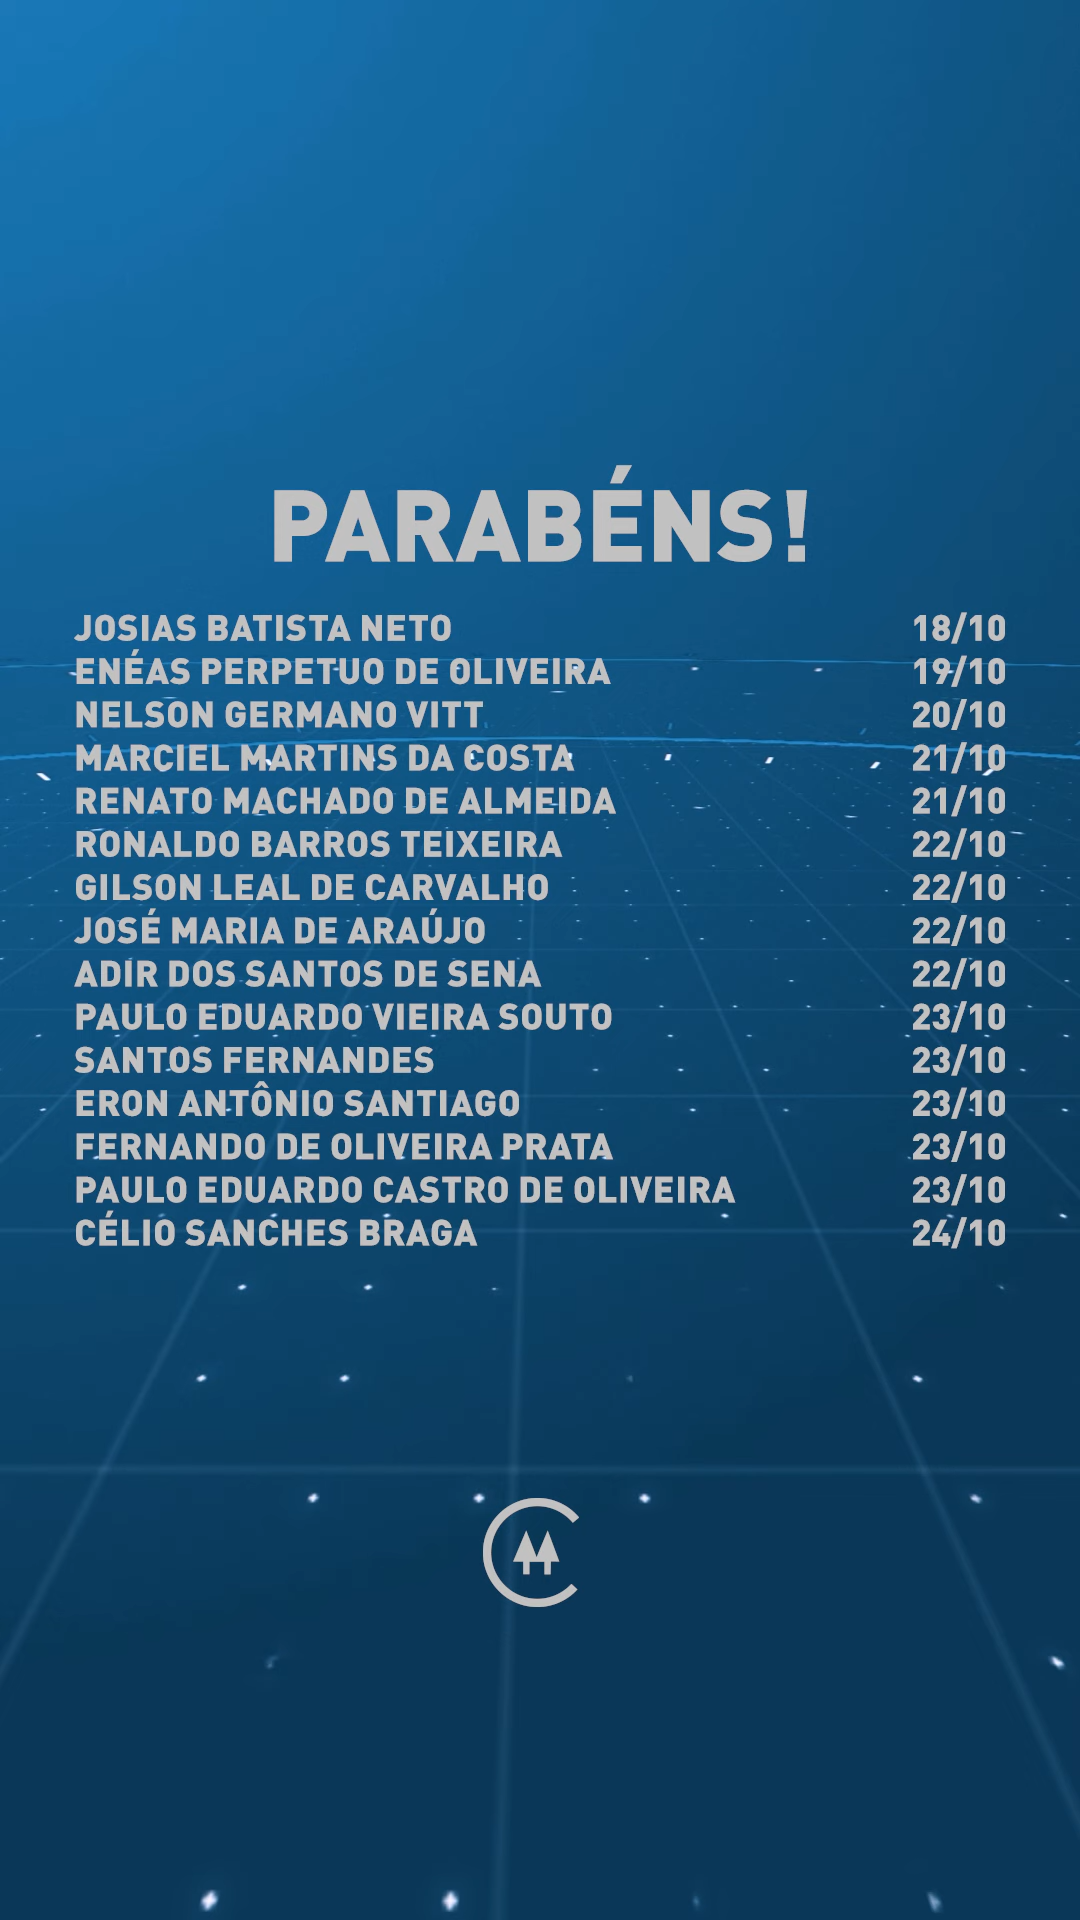 PARABÉNS!
JOSIAS BATISTA NETO 18/10
ENÉAS PERPETUO DE OLIVEIRA 19/10
NELSON GERMANO VITT 20/10
MARCIEL MARTINS DA COSTA 21/10
RENATO MACHADO DE ALMEIDA 21/10
RONALDO BARROS TEIXEIRA 22/10
GILSON LEAL DE CARVALHO 22/10
JOSÉ MARIA DE ARAÚJO 22/10
ADIR DOS SANTOS DE SENA 22/10
PAULO EDUARDO VIEIRA SOUTO 23/10
SANTOS FERNANDES 23/10
ERON ANTÔNIO SANTIAGO 23/10
FERNANDO DE OLIVEIRA PRATA 23/10
PAULO EDUARDO CASTRO DE OLIVEIRA 23/10
CÉLIO SANCHES BRAGA 24/10